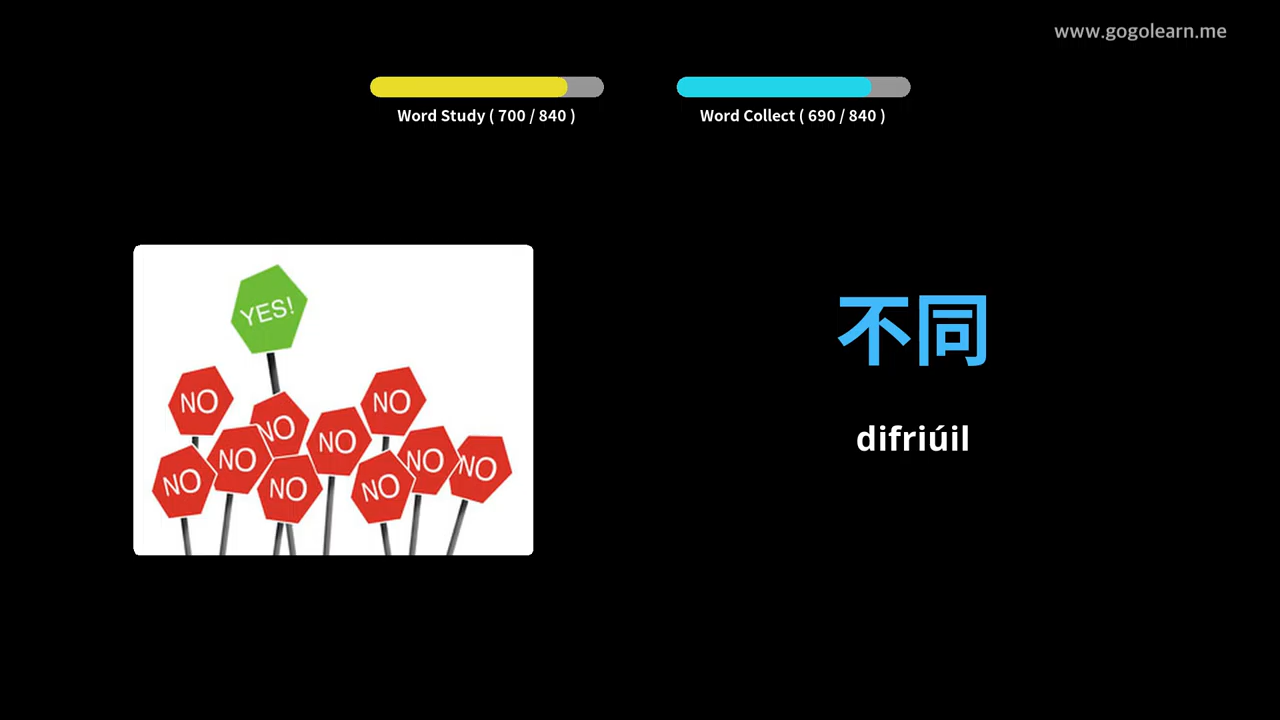 www.gogolearn.me
Word Study ( 700 / 840 )
Word Collect ( 690 / 840 )
YES!
NO
NO
NO
NO
NO
NO
NO
NO
NO
NO
不同
difriúil